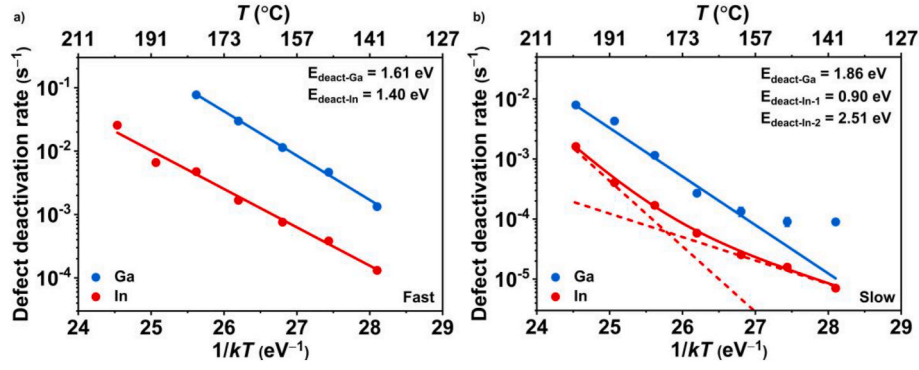 a)
T (°C)
211 191 173 157 141 127
E_deact-Ga = 1.61 eV
E_deact-In = 1.40 eV
Defect deactivation rate (s⁻¹)
10⁻¹
10⁻²
10⁻³
10⁻⁴
Ga
In
Fast
24 25 26 27 28 29
1/kT (eV⁻¹)
b)
T (°C)
211 191 173 157 141 127
E_deact-Ga = 1.86 eV
E_deact-In-1 = 0.90 eV
E_deact-In-2 = 2.51 eV
Defect deactivation rate (s⁻¹)
10⁻²
10⁻³
10⁻⁴
10⁻⁵
Ga
In
Slow
24 25 26 27 28 29
1/kT (eV⁻¹)